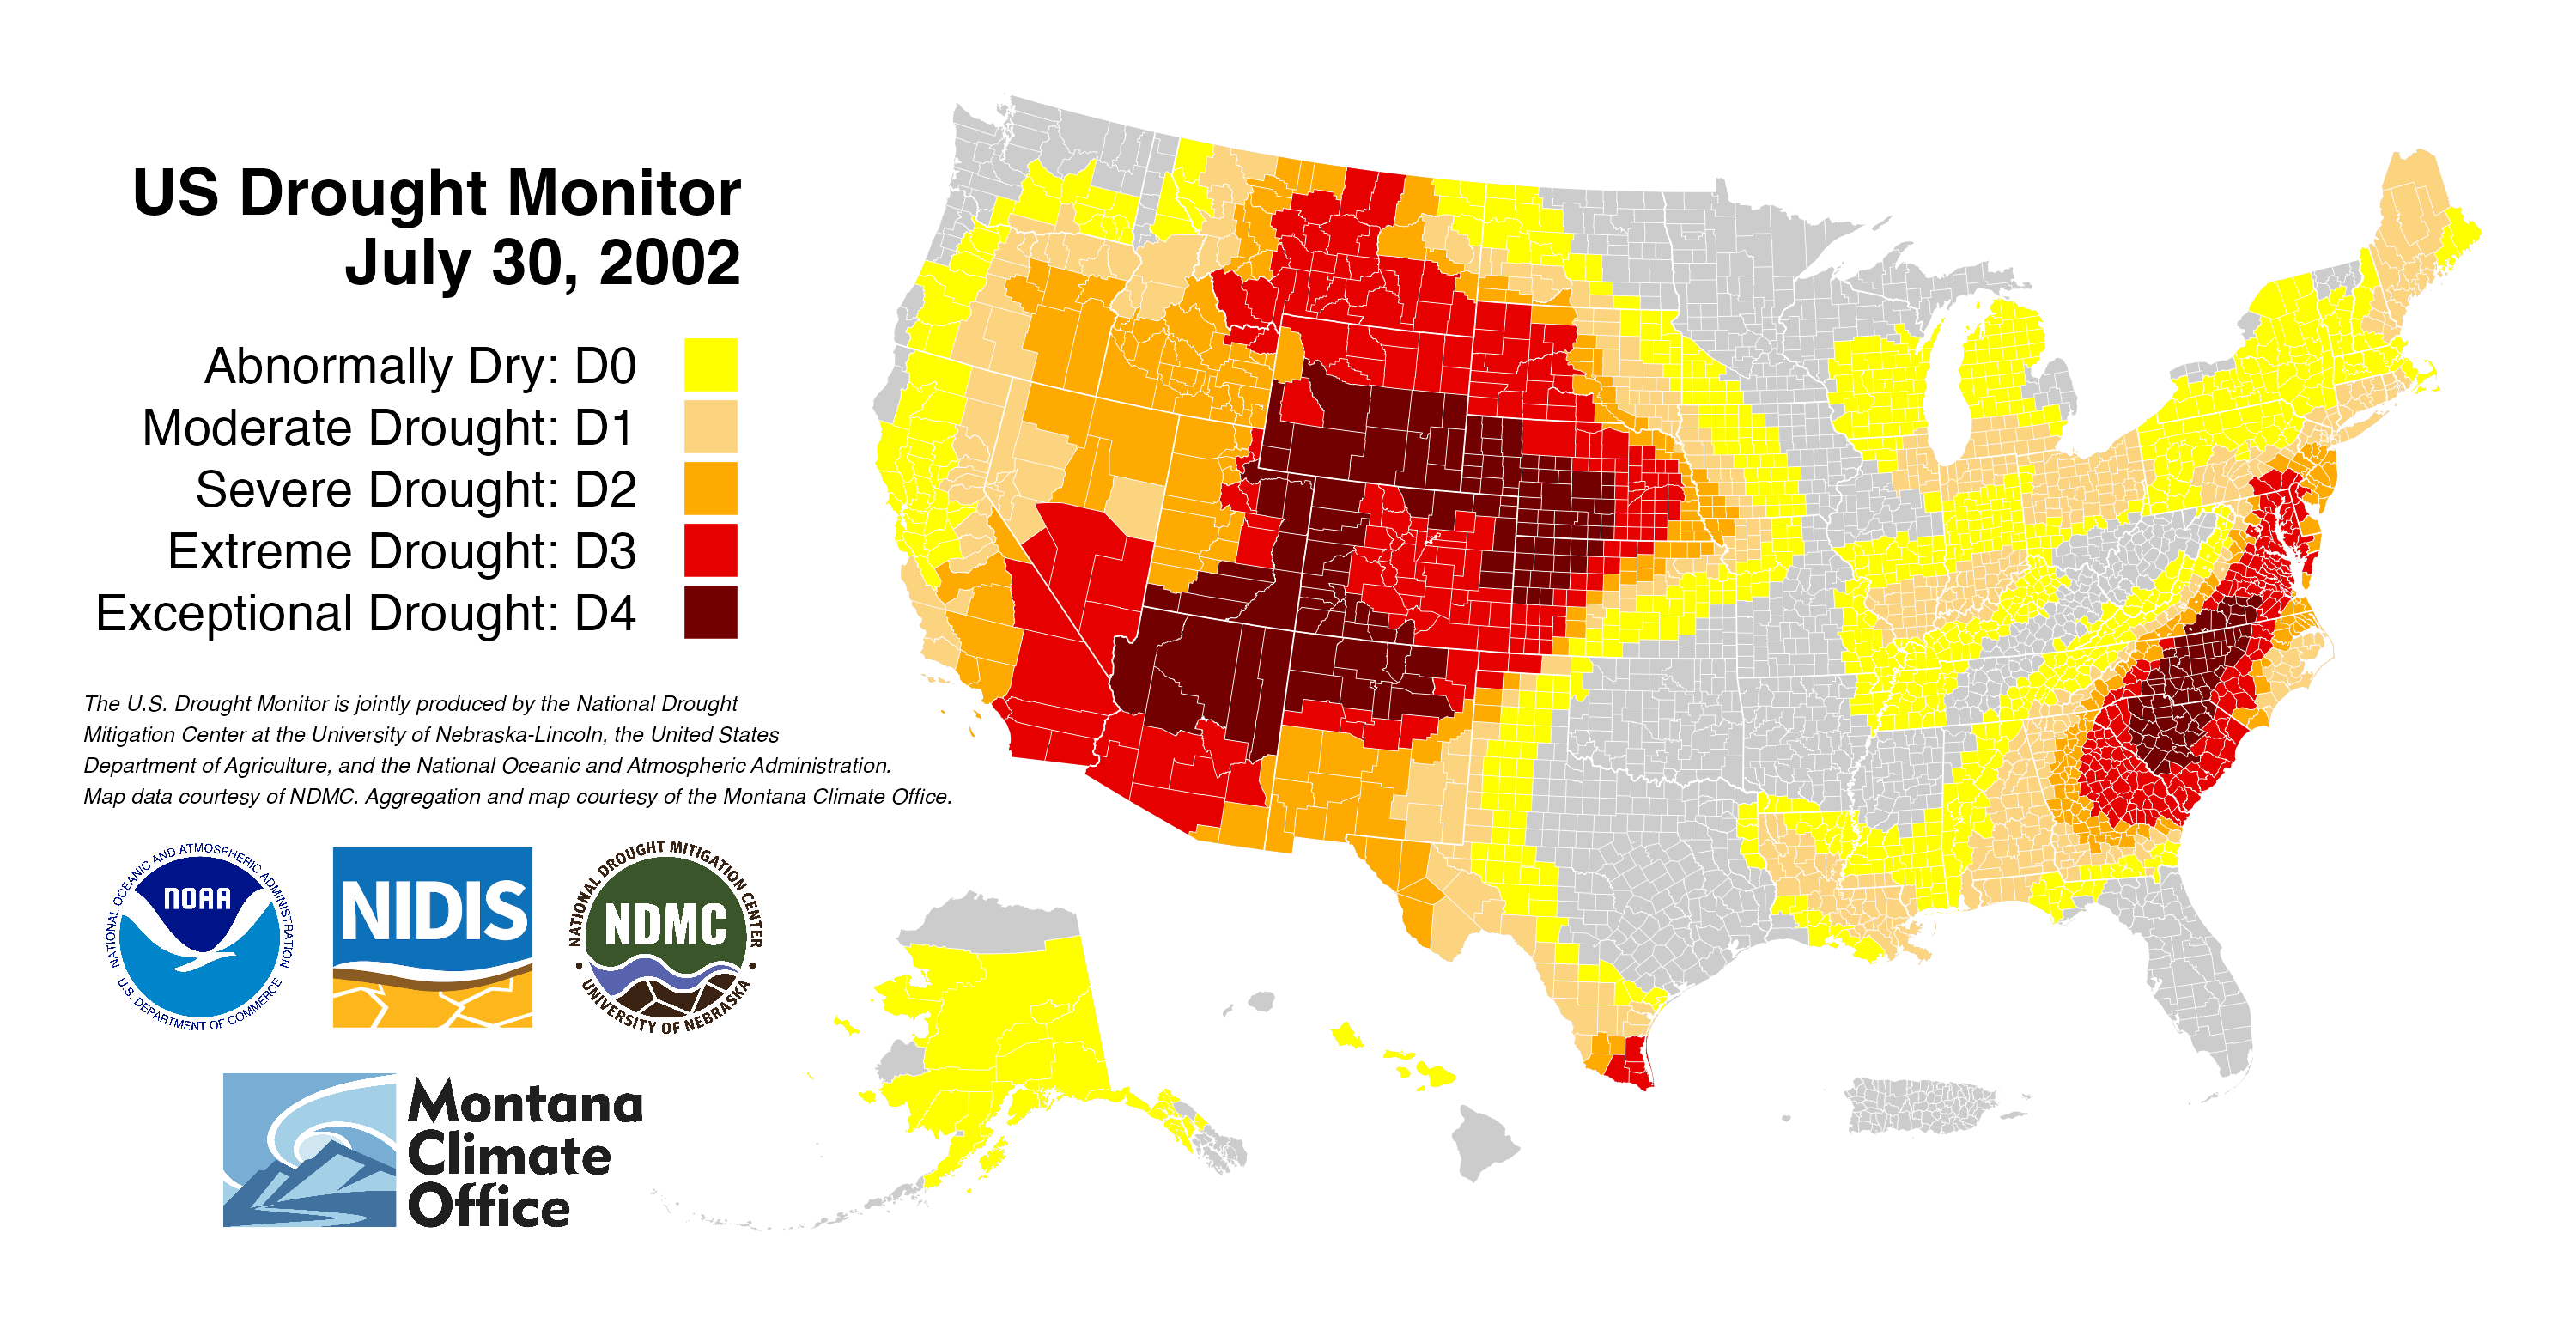 US Drought Monitor
July 30, 2002
Abnormally Dry: D0
Moderate Drought: D1
Severe Drought: D2
Extreme Drought: D3
Exceptional Drought: D4
The U.S. Drought Monitor is jointly produced by the National Drought
Mitigation Center at the University of Nebraska-Lincoln, the United States
Department of Agriculture, and the National Oceanic and Atmospheric Administration.
Map data courtesy of NDMC. Aggregation and map courtesy of the Montana Climate Office.
NATIONAL OCEANIC AND ATMOSPHERIC ADMINISTRATION
NOAA
U.S. DEPARTMENT OF COMMERCE
NIDIS
NATIONAL DROUGHT MITIGATION CENTER
NDMC
UNIVERSITY OF NEBRASKA
Montana
Climate
Office